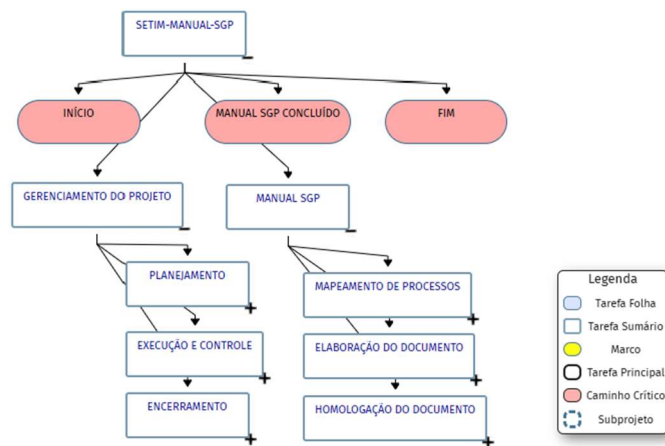 SETIM-MANUAL-SGP
INÍCIO
MANUAL SGP CONCLUÍDO
FIM
GERENCIAMENTO DO PROJETO
MANUAL SGP
PLANEJAMENTO
MAPEAMENTO DE PROCESSOS
EXECUÇÃO E CONTROLE
ELABORAÇÃO DO DOCUMENTO
ENCERRAMENTO
HOMOLOGAÇÃO DO DOCUMENTO
Legenda
Tarefa Folha
Tarefa Sumário
Marco
Tarefa Principal
Caminho Crítico
Subprojeto